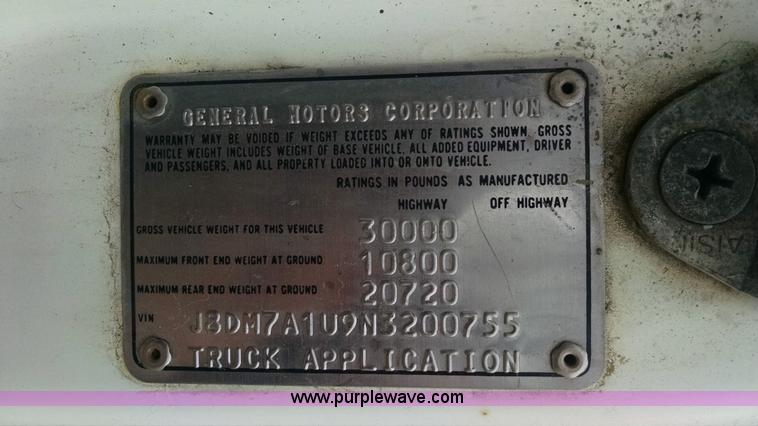 GENERAL MOTORS CORPORATION
WARRANTY MAY BE VOIDED IF WEIGHT EXCEEDS ANY OF RATINGS SHOWN. GROSS
VEHICLE WEIGHT INCLUDES WEIGHT OF BASE VEHICLE, ALL ADDED EQUIPMENT, DRIVER
AND PASSENGERS, AND ALL PROPERTY LOADED INTO OR ONTO VEHICLE.
RATINGS IN POUNDS AS MANUFACTURED
HIGHWAY OFF HIGHWAY
GROSS VEHICLE WEIGHT FOR THIS VEHICLE 30000
MAXIMUM FRONT END WEIGHT AT GROUND 10800
MAXIMUM REAR END WEIGHT AT GROUND 20720
VIN J8DM7A1U9N3200755
TRUCK APPLICATION
www.purplewave.com